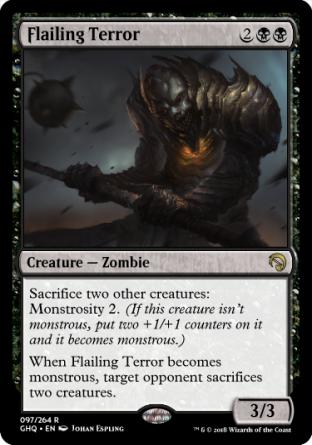 Flailing Terror 2
Creature — Zombie
Sacrifice two other creatures:
Monstrosity 2. (If this creature isn't
monstrous, put two +1/+1 counters on it
and it becomes monstrous.)
When Flailing Terror becomes
monstrous, target opponent sacrifices
two creatures.
3/3
097/264 R
GHQ • EN Johan Espling
™ & © 2018 Wizards of the Coast